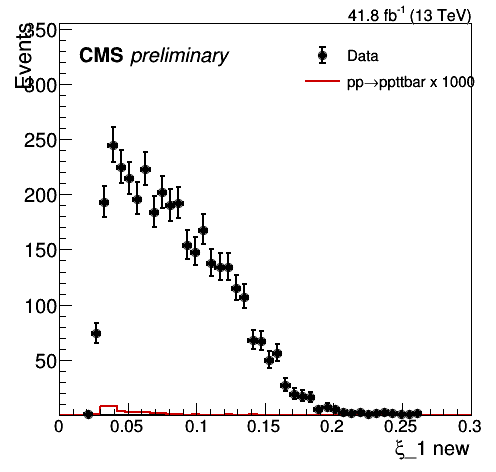 41.8 fb⁻¹ (13 TeV)
Events
CMS preliminary
Data
pp→ppttbar x 1000
350
300
250
200
150
100
50
0
0.05
0.1
0.15
0.2
0.25
0.3
ξ_1 new